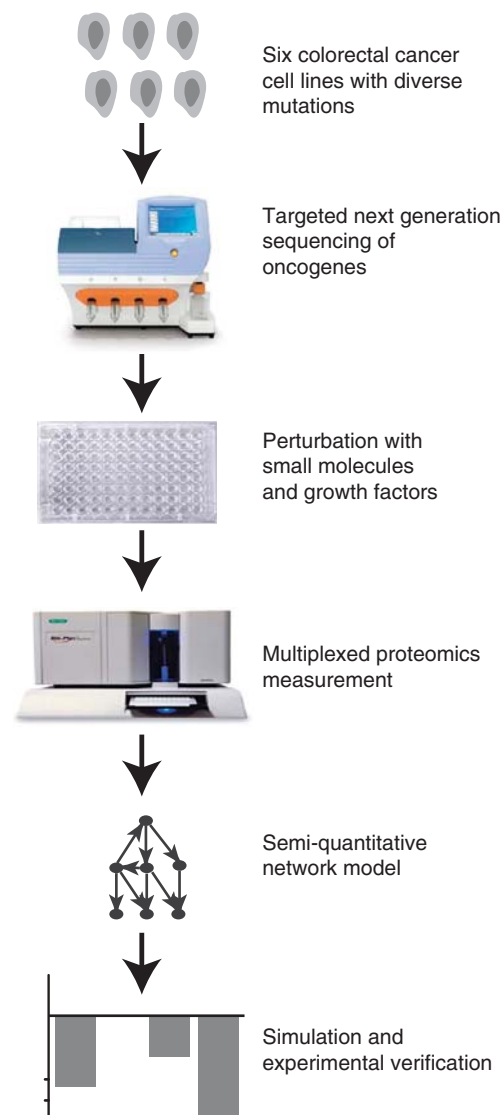 Six colorectal cancer
cell lines with diverse
mutations
Targeted next generation
sequencing of
oncogenes
Perturbation with
small molecules
and growth factors
Multiplexed proteomics
measurement
Semi-quantitative
network model
Simulation and
experimental verification